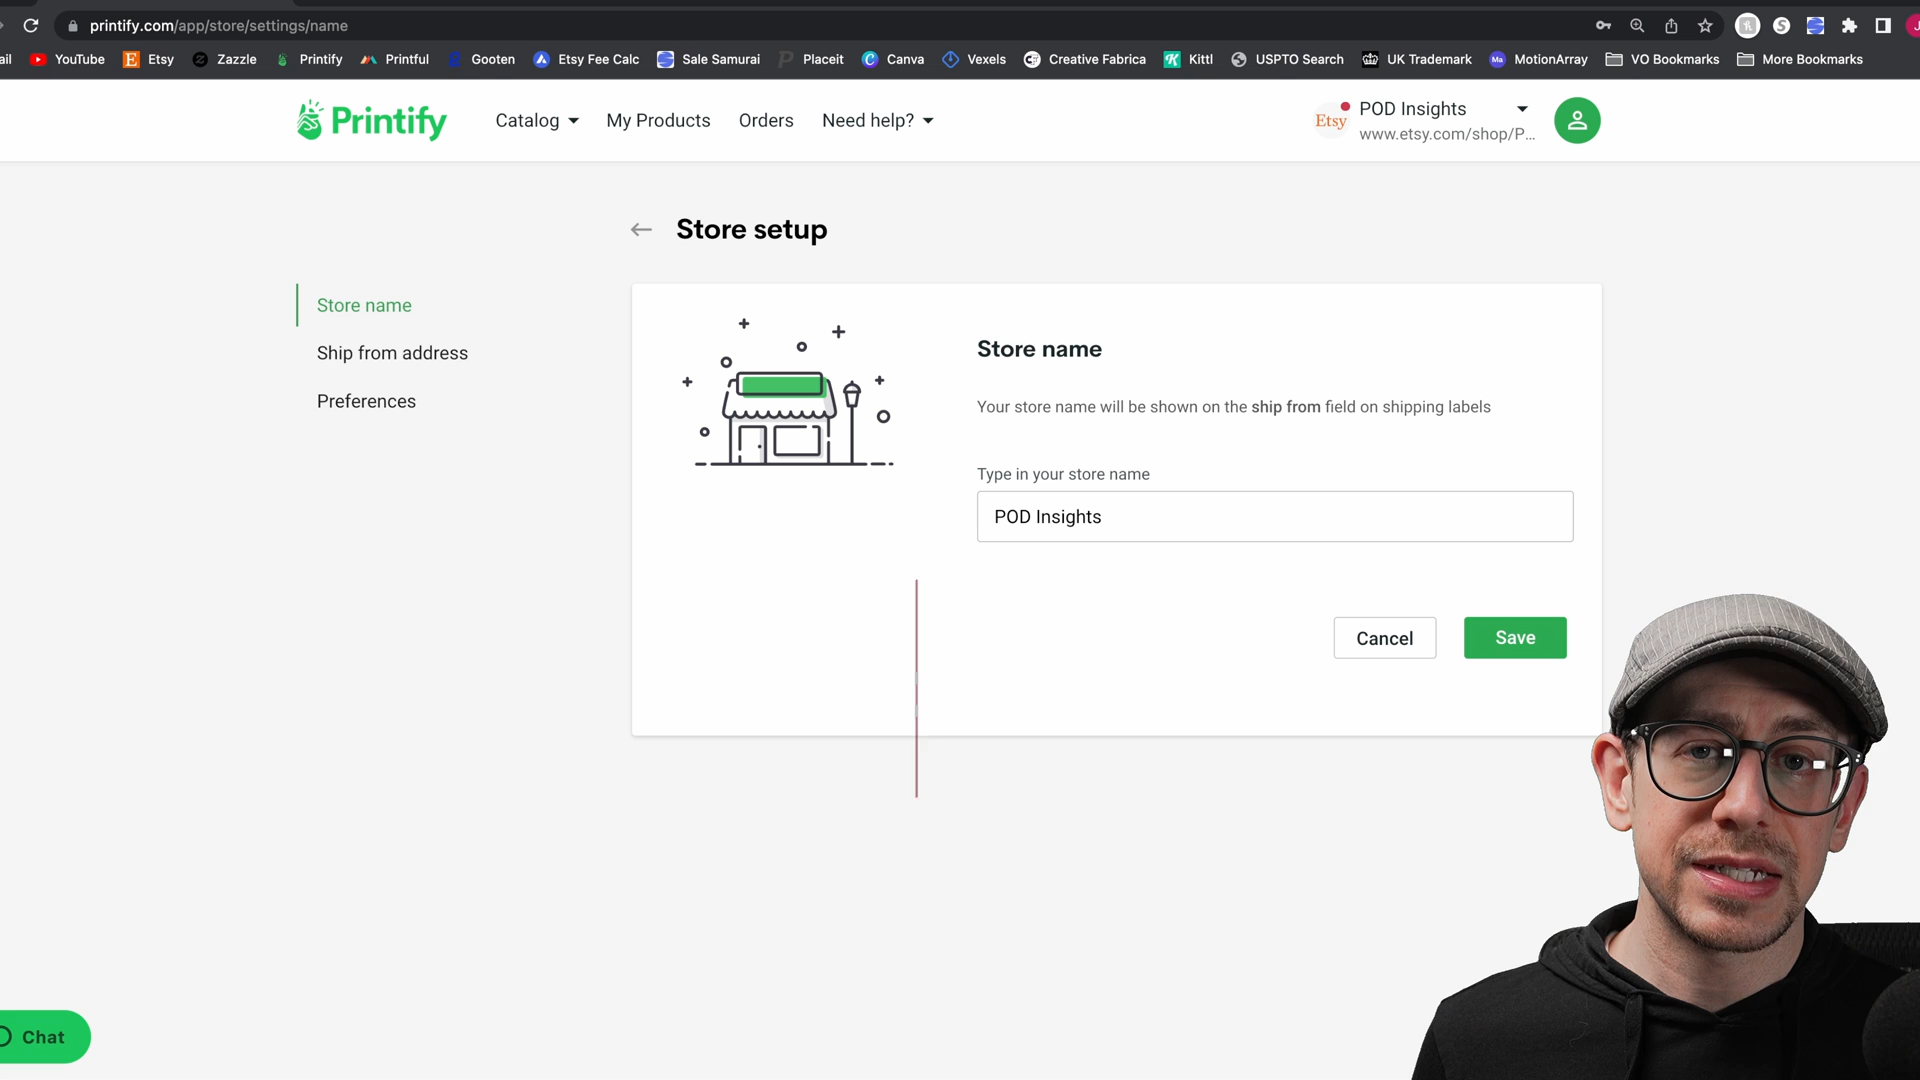 printify.com/app/store/settings/name
ail YouTube Etsy Zazzle Printify Printful Gooten Etsy Fee Calc Sale Samurai Placeit Canva Vexels Creative Fabrica Kittl USPTO Search UK Trademark MotionArray VO Bookmarks More Bookmarks
Printify Catalog My Products Orders Need help? Etsy POD Insights
www.etsy.com/shop/P...
Store setup
Store name
Ship from address
Preferences
Store name
Your store name will be shown on the ship from field on shipping labels
Type in your store name
POD Insights
Cancel Save
Chat